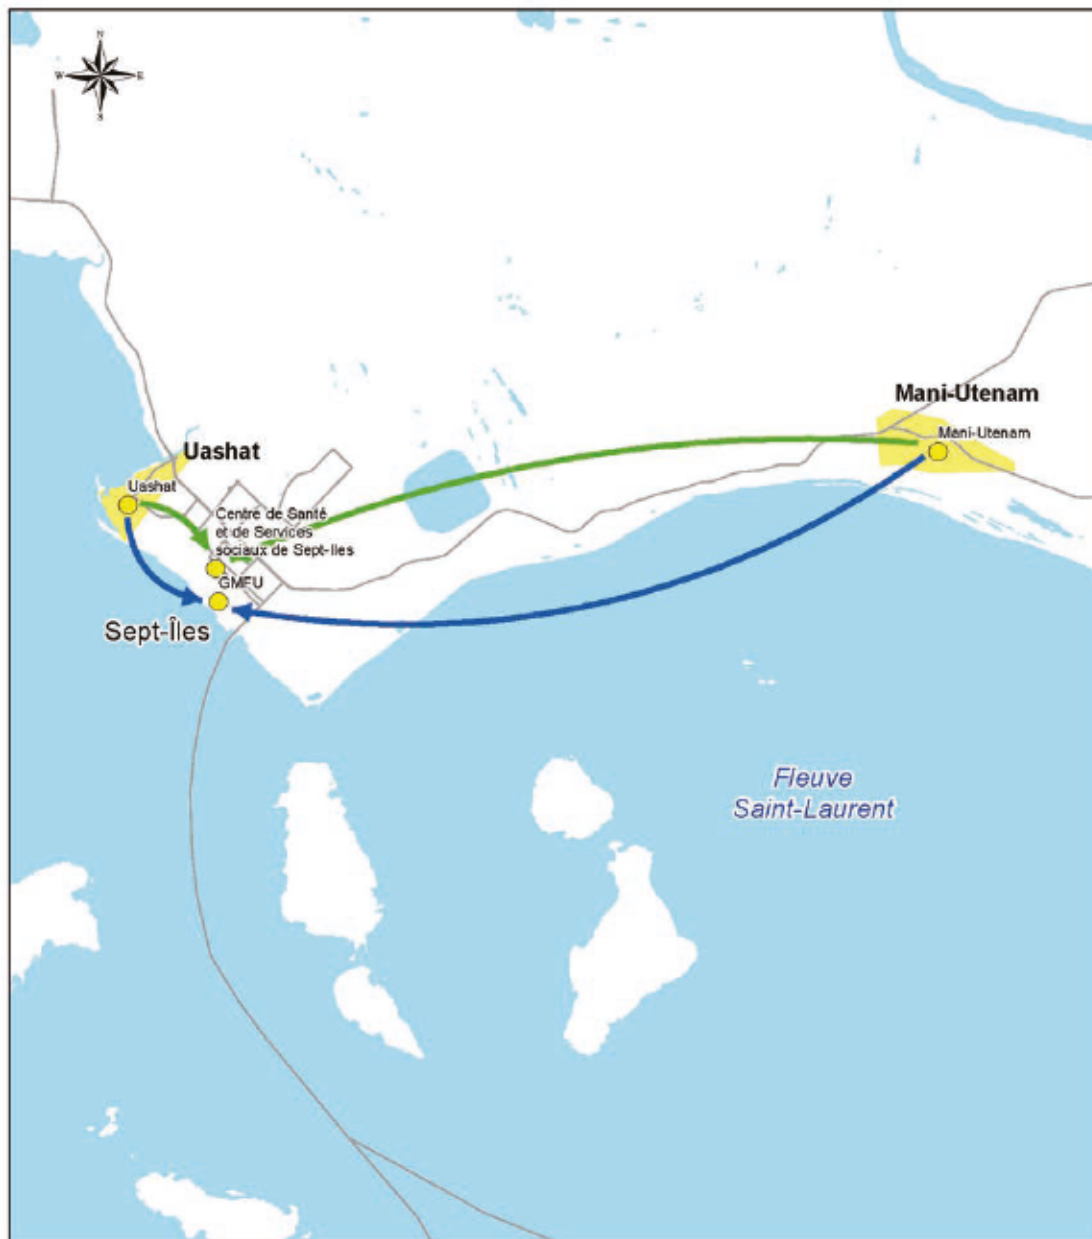 N
W E
S
Mani-Utenam
Mani-Utenam
Uashat
Uashat
Centre de Santé
et de Services
sociaux de Sept-Iles
GMFU
Sept-Îles
Fleuve
Saint-Laurent